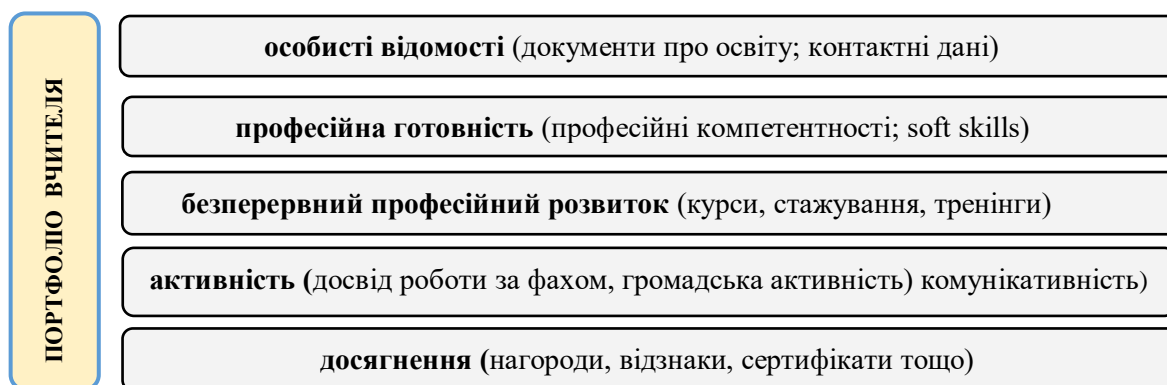 ПОРТФОЛІО ВЧИТЕЛЯ
особисті відомості (документи про освіту; контактні дані)
професійна готовність (професійні компетентності; soft skills)
безперервний професійний розвиток (курси, стажування, тренінги)
активність (досвід роботи за фахом, громадська активність) комунікативність)
досягнення (нагороди, відзнаки, сертифікати тощо)